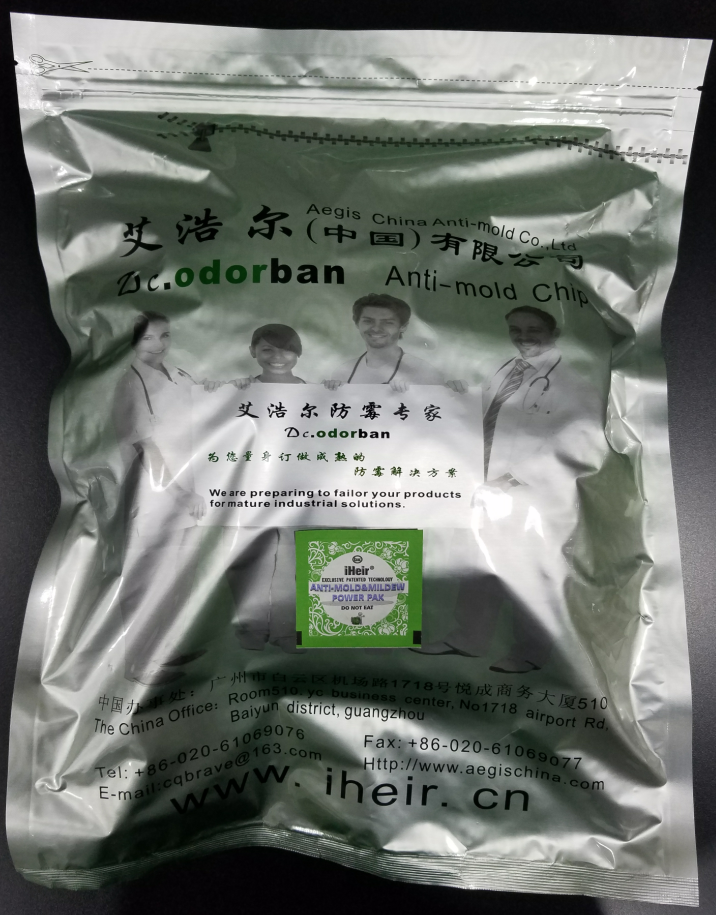 Aegis China Anti-mold Co.,Ltd
艾浩尔(中国)有限公司
Dc.odorban Anti-mold Chip
艾浩尔防霉专家
Dc.odorban
为您量身订做成熟的
防霉解决方案
We are preparing to failor your products
for mature industrial solutions.
iHeir®
EXCLUSIVE PATENTED TECHNOLOGY
ANTI-MOLD&MILDEW
POWER PAK
DO NOT EAT
中国办事处：广州市白云区机场路1718号悦成商务大厦510
The China Office: Room510. yc business center, No1718 airport Rd,
Baiyun district, guangzhou
Tel: +86-020-61069076 Fax: +86-020-61069077
E-mail:cqbrave@163.com Http://www.aegischina.com
www. iheir. cn